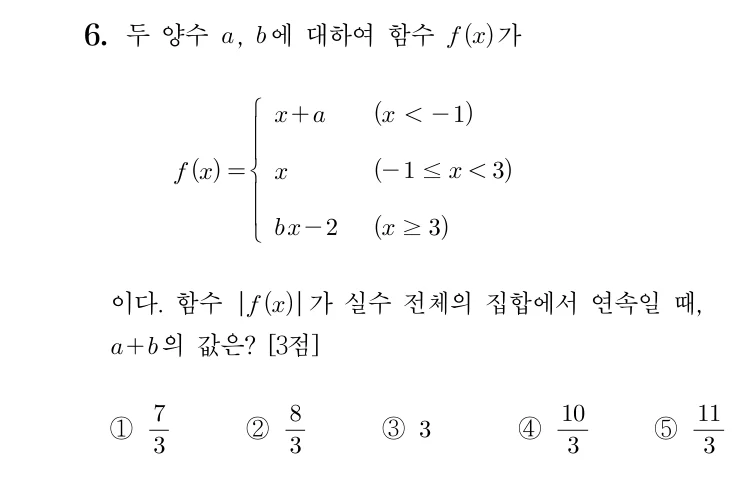 6. 두 양수 a, b에 대하여 함수 f(x)가
x+a (x < −1)
f(x)= x (−1 ≤ x < 3)
bx−2 (x ≥ 3)
이다. 함수 |f(x)|가 실수 전체의 집합에서 연속일 때,
a+b의 값은? [3점]
① 7/3 ② 8/3 ③ 3 ④ 10/3 ⑤ 11/3